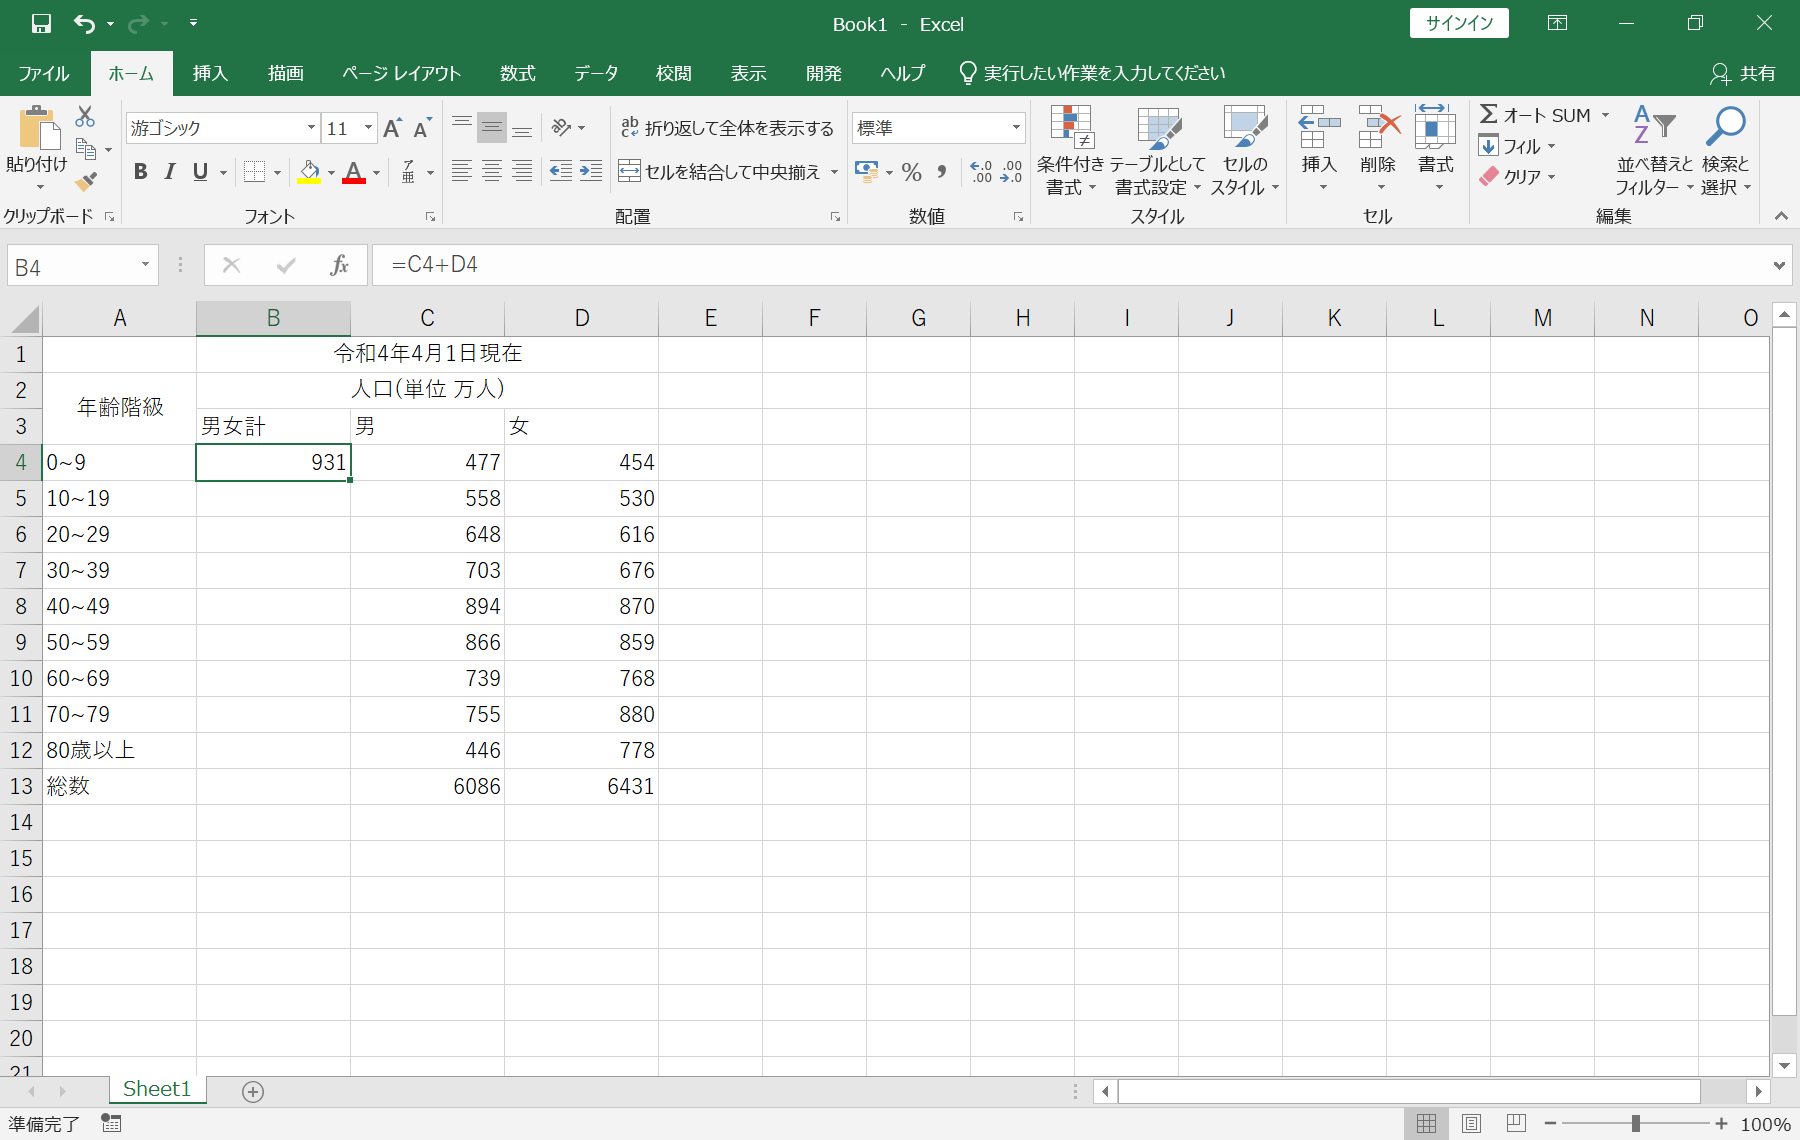 Book1 - Excel
サインイン
ファイル ホーム 挿入 描画 ページ レイアウト 数式 データ 校閲 表示 開発 ヘルプ 実行したい作業を入力してください 共有
貼り付け
クリップボード
游ゴシック 11
B I U A ア亜
フォント
ab 折り返して全体を表示する
セルを結合して中央揃え
配置
標準
% , .0 .00 .00 .0
数値
条件付き書式
テーブルとして書式設定
セルのスタイル
スタイル
挿入 削除 書式
セル
Σ オート SUM
フィル
クリア
並べ替えとフィルター
検索と選択
編集
B4 fx =C4+D4
A B C D E F G H I J K L M N O
1 令和4年4月1日現在
2 年齢階級 人口(単位 万人)
3 男女計 男 女
4 0~9 931 477 454
5 10~19 558 530
6 20~29 648 616
7 30~39 703 676
8 40~49 894 870
9 50~59 866 859
10 60~69 739 768
11 70~79 755 880
12 80歳以上 446 778
13 総数 6086 6431
14
15
16
17
18
19
20
21
Sheet1
準備完了 100%